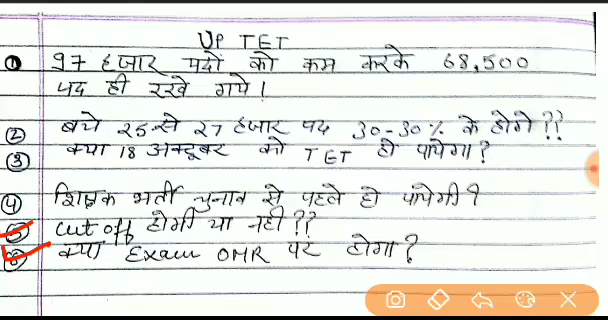 UP TET
① 97 हजार पदों को कम करके 68,500
पद ही रखे गये।
② बचे 25 से 27 हजार पद 30-30% के होगे??
③ क्या 18 अक्टूबर को TET हो पायेगा?
④ शिक्षक भर्ती चुनाव से पहले हो पायेगी?
⑤ cut off होगी या नही??
⑥ क्या Exam OMR पर होगा?